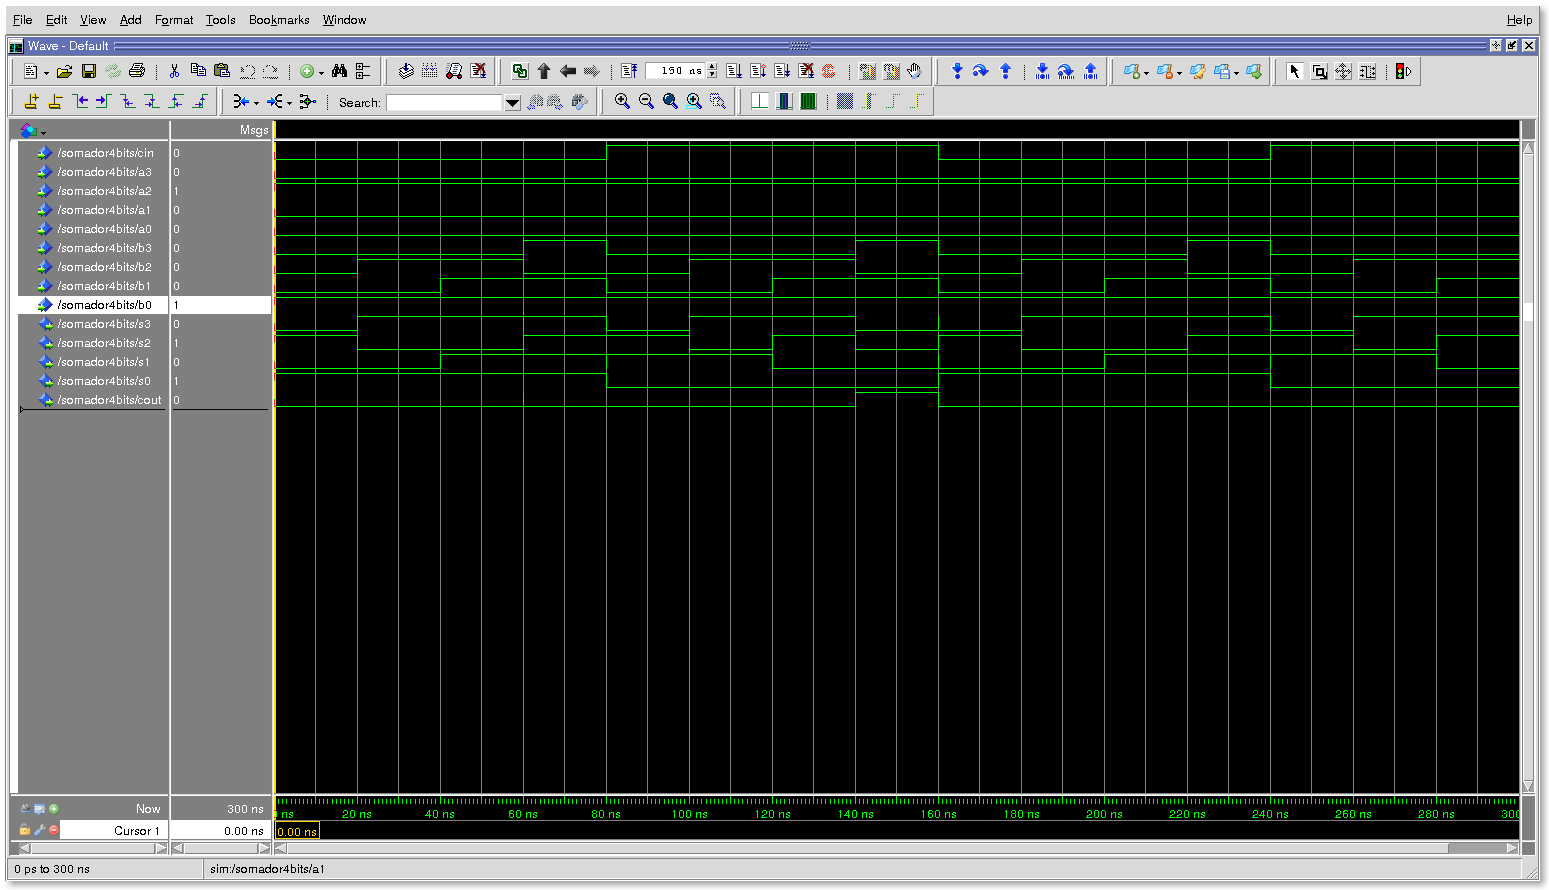 File Edit View Add Format Tools Bookmarks Window Help
Wave - Default
190 ns
Search:
Msgs
/somador4bits/cin 0
/somador4bits/a3 0
/somador4bits/a2 1
/somador4bits/a1 0
/somador4bits/a0 0
/somador4bits/b3 0
/somador4bits/b2 0
/somador4bits/b1 0
/somador4bits/b0 1
/somador4bits/s3 0
/somador4bits/s2 1
/somador4bits/s1 0
/somador4bits/s0 1
/somador4bits/cout 0
Now 300 ns ns 20 ns 40 ns 60 ns 80 ns 100 ns 120 ns 140 ns 160 ns 180 ns 200 ns 220 ns 240 ns 260 ns 280 ns 300
Cursor 1 0.00 ns 0.00 ns
0 ps to 300 ns sim:/somador4bits/a1